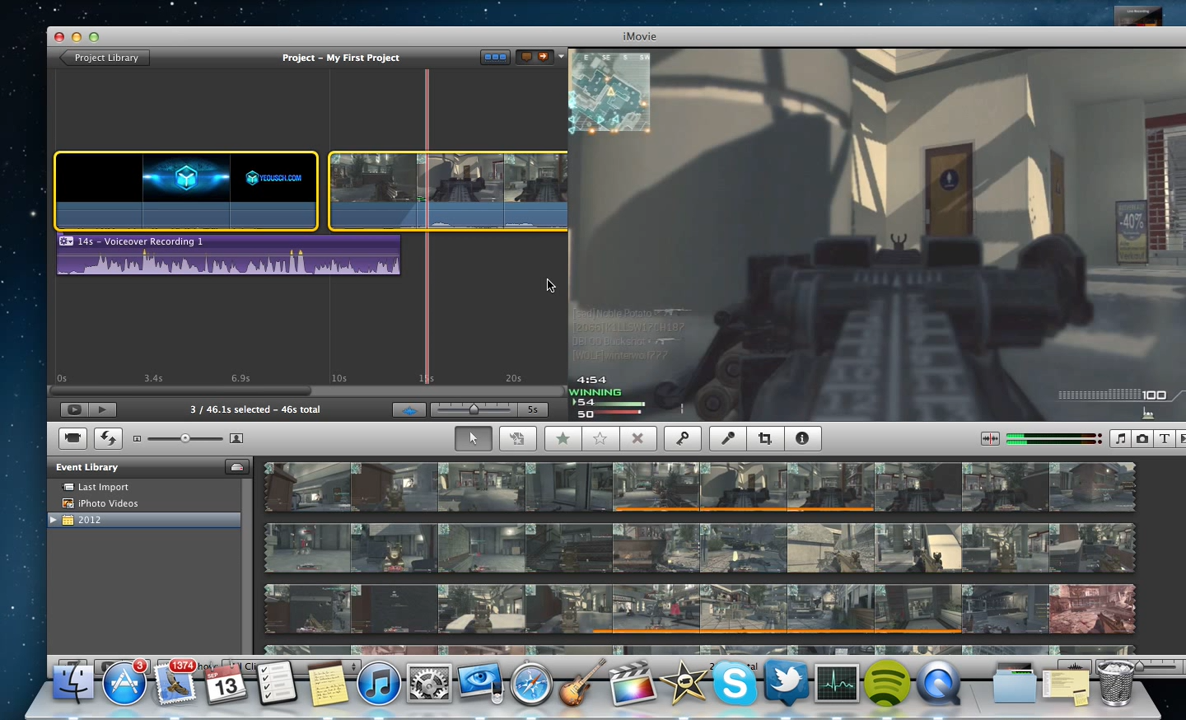 iMovie
Project Library
Project – My First Project
YEOUSCH.COM
14s – Voiceover Recording 1
0s
3.4s
6.9s
10s
20s
3 / 46.1s selected – 46s total
5s
-40%
4:54
WINNING
54
50
100
T
Event Library
Last Import
iPhoto Videos
2012
3
1374
SEP
13